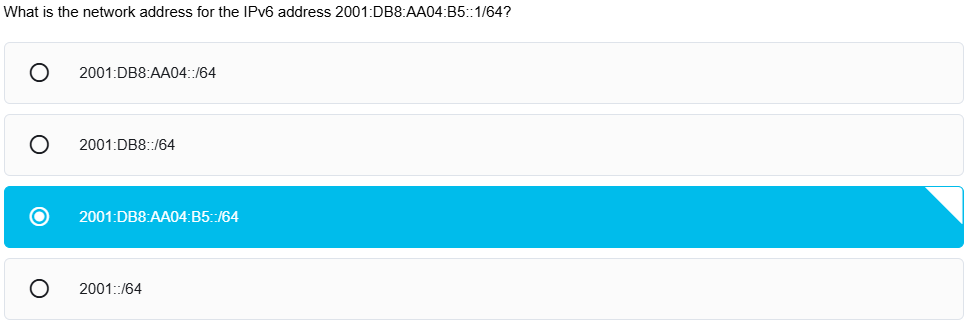 What is the network address for the IPv6 address 2001:DB8:AA04:B5::1/64?
2001:DB8:AA04::/64
2001:DB8::/64
2001:DB8:AA04:B5::/64
2001::/64